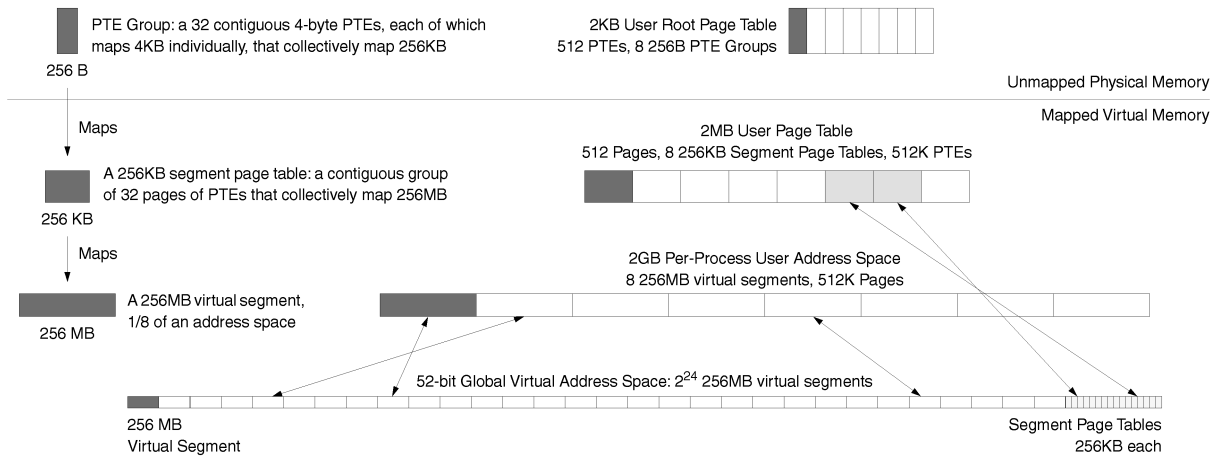 PTE Group: a 32 contiguous 4-byte PTEs, each of which
maps 4KB individually, that collectively map 256KB
256 B
2KB User Root Page Table
512 PTEs, 8 256B PTE Groups
Unmapped Physical Memory
Mapped Virtual Memory
Maps
2MB User Page Table
512 Pages, 8 256KB Segment Page Tables, 512K PTEs
A 256KB segment page table: a contiguous group
of 32 pages of PTEs that collectively map 256MB
256 KB
Maps
2GB Per-Process User Address Space
8 256MB virtual segments, 512K Pages
A 256MB virtual segment,
1/8 of an address space
256 MB
52-bit Global Virtual Address Space: 2^24 256MB virtual segments
256 MB
Virtual Segment
Segment Page Tables
256KB each